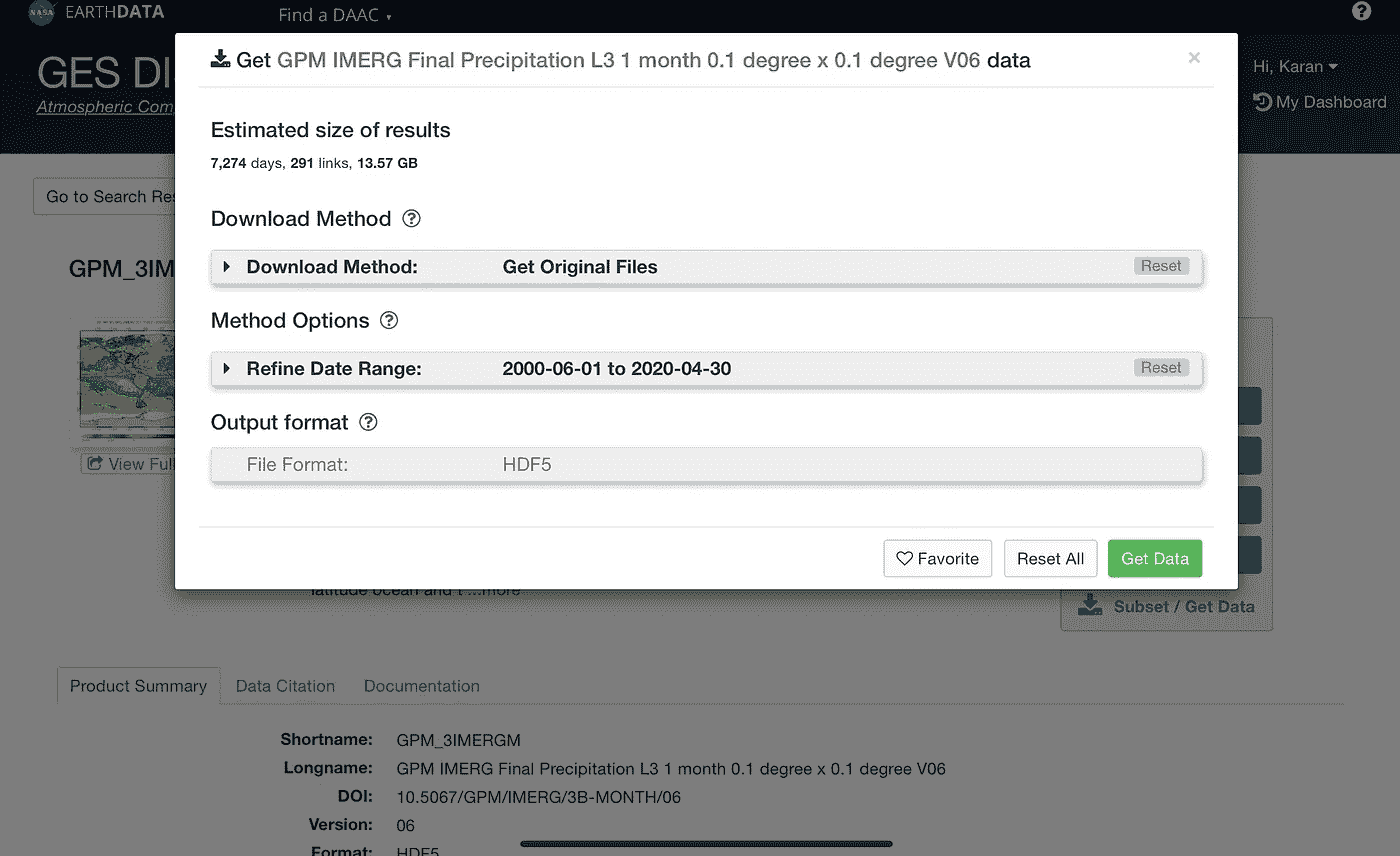 NASA EARTHDATA
Find a DAAC
Get GPM IMERG Final Precipitation L3 1 month 0.1 degree x 0.1 degree V06 data
×
GES DI
Atmospheric Com
Hi, Karan
My Dashboard
Estimated size of results
7,274 days, 291 links, 13.57 GB
Go to Search Res
Download Method ?
GPM_3IM
Download Method: Get Original Files Reset
Method Options ?
Refine Date Range: 2000-06-01 to 2020-04-30 Reset
Output format ?
View Full
File Format: HDF5
Favorite Reset All Get Data
latitude ocean and t ...more
Subset / Get Data
Product Summary Data Citation Documentation
Shortname: GPM_3IMERGM
Longname: GPM IMERG Final Precipitation L3 1 month 0.1 degree x 0.1 degree V06
DOI: 10.5067/GPM/IMERG/3B-MONTH/06
Version: 06
Format: HDF5